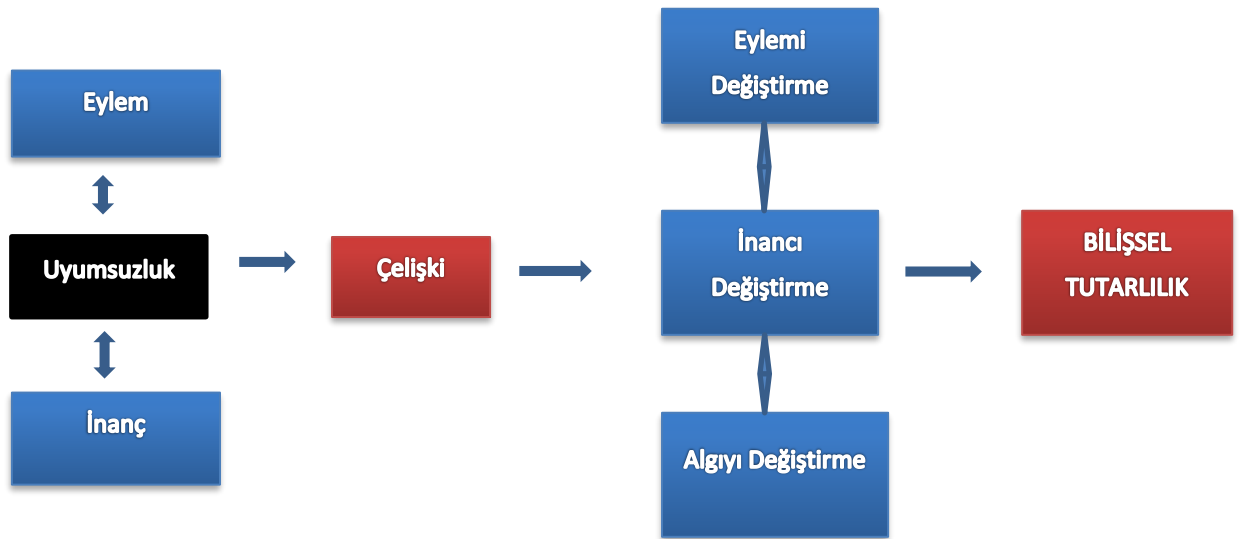 Eylem
Uyumsuzluk
İnanç
Çelişki
Eylemi
Değiştirme
İnancı
Değiştirme
Algıyı Değiştirme
BİLİŞSEL
TUTARLILIK